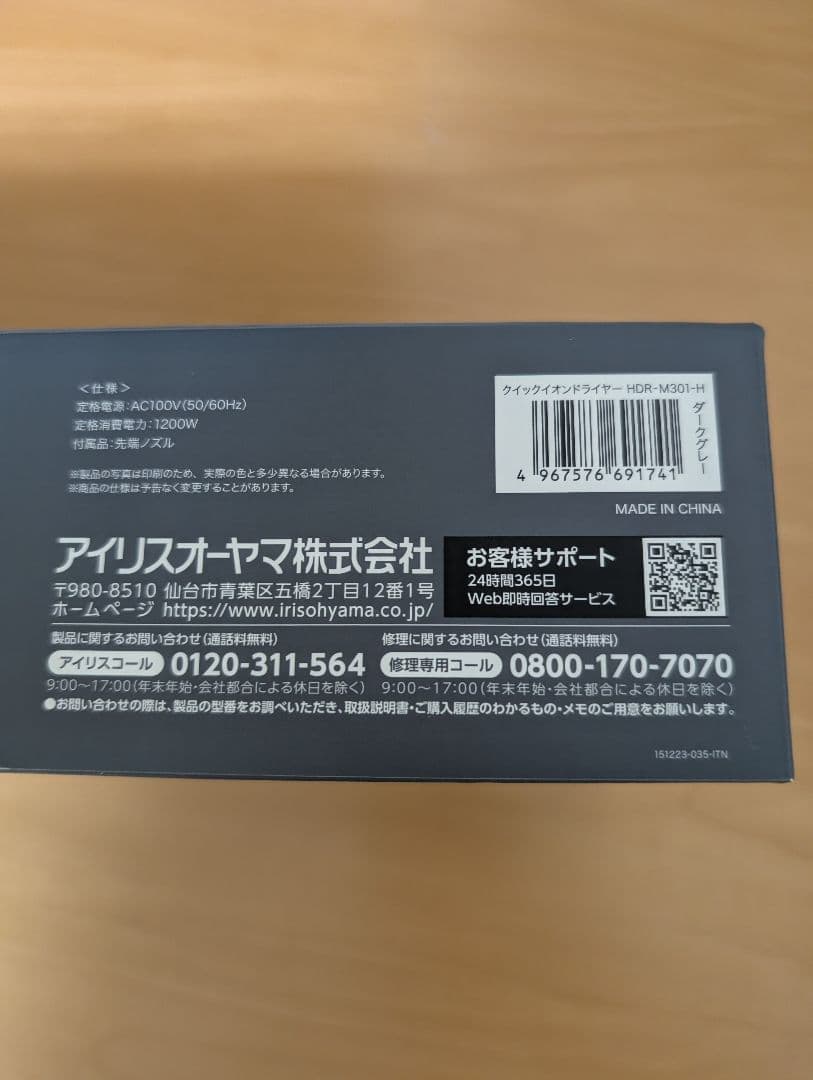 <仕様>
定格電源:AC100V(50/60Hz)
定格消費電力:1200W
付属品:先端ノズル
※製品の写真は印刷のため、実際の色と多少異なる場合があります。
※商品の仕様は予告なく変更することがあります。
クイックイオンドライヤー HDR-M301-H
ダークグレー
4 967576 691741
MADE IN CHINA
アイリスオーヤマ株式会社
〒980-8510 仙台市青葉区五橋2丁目12番1号
ホームページ https://www.irisohyama.co.jp/
お客様サポート
24時間365日
Web即時回答サービス
製品に関するお問い合わせ(通話料無料)
アイリスコール 0120-311-564
9:00〜17:00(年末年始・会社都合による休日を除く)
修理に関するお問い合わせ(通話料無料)
修理専用コール 0800-170-7070
9:00〜17:00(年末年始・会社都合による休日を除く)
●お問い合わせの際は、製品の型番をお調べいただき、取扱説明書・ご購入履歴のわかるもの・メモのご用意をお願いします。
151223-035-ITN